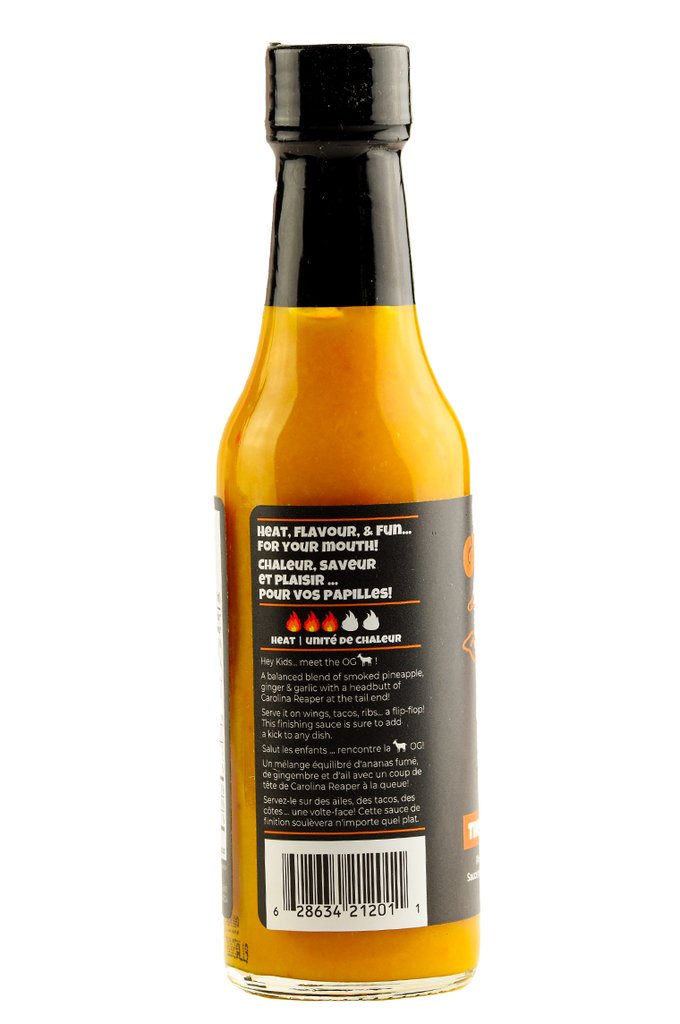 HEAT, FLAVOUR, & FUN...
FOR YOUR MOUTH!
CHALEUR, SAVEUR
ET PLAISIR ...
POUR VOS PAPILLES!
HEAT | UNITÉ DE CHALEUR
Hey Kids... meet the OG !
A balanced blend of smoked pineapple,
ginger & garlic with a headbutt of
Carolina Reaper at the tail end!
Serve it on wings, tacos, ribs... a flip-flop!
This finishing sauce is sure to add
a kick to any dish.
Salut les enfants ... rencontre la OG!
Un mélange équilibré d'ananas fumé,
de gingembre et d'ail avec un coup de
tête de Carolina Reaper à la queue!
Servez-le sur des ailes, des tacos, des
côtes ... une volte-face! Cette sauce de
finition soulèvera n'importe quel plat.
6 28634 21201 1